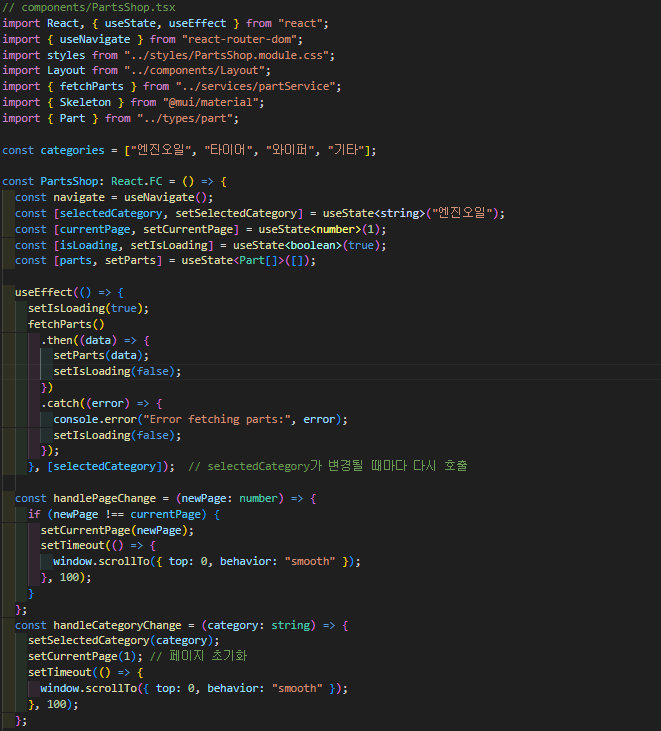 // components/PartsShop.tsx
import React, { useState, useEffect } from "react";
import { useNavigate } from "react-router-dom";
import styles from "../styles/PartsShop.module.css";
import Layout from "../components/Layout";
import { fetchParts } from "../services/partService";
import { Skeleton } from "@mui/material";
import { Part } from "../types/part";

const categories = ["엔진오일", "타이어", "와이퍼", "기타"];

const PartsShop: React.FC = () => {
  const navigate = useNavigate();
  const [selectedCategory, setSelectedCategory] = useState<string>("엔진오일");
  const [currentPage, setCurrentPage] = useState<number>(1);
  const [isLoading, setIsLoading] = useState<boolean>(true);
  const [parts, setParts] = useState<Part[]>([]);

  useEffect(() => {
    setIsLoading(true);
    fetchParts()
      .then((data) => {
        setParts(data);
        setIsLoading(false);
      })
      .catch((error) => {
        console.error("Error fetching parts:", error);
        setIsLoading(false);
      });
    }, [selectedCategory]);  // selectedCategory가 변경될 때마다 다시 호출

  const handlePageChange = (newPage: number) => {
    if (newPage !== currentPage) {
      setCurrentPage(newPage);
      setTimeout(() => {
        window.scrollTo({ top: 0, behavior: "smooth" });
      }, 100);
    }
  };
  const handleCategoryChange = (category: string) => {
    setSelectedCategory(category);
    setCurrentPage(1); // 페이지 초기화
    setTimeout(() => {
      window.scrollTo({ top: 0, behavior: "smooth" });
    }, 100);
  };